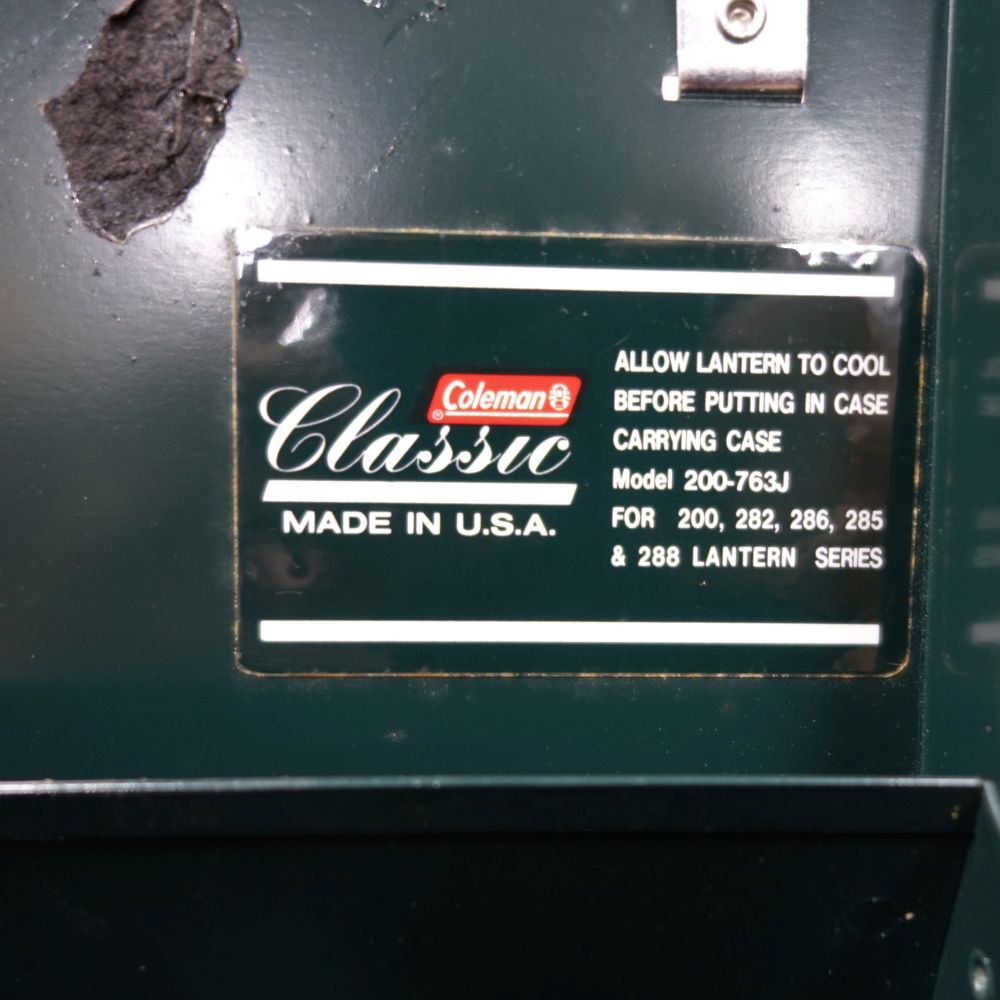 Coleman
Classic
MADE IN U.S.A.
ALLOW LANTERN TO COOL
BEFORE PUTTING IN CASE
CARRYING CASE
Model 200-763J
FOR 200, 282, 286, 285
& 288 LANTERN SERIES